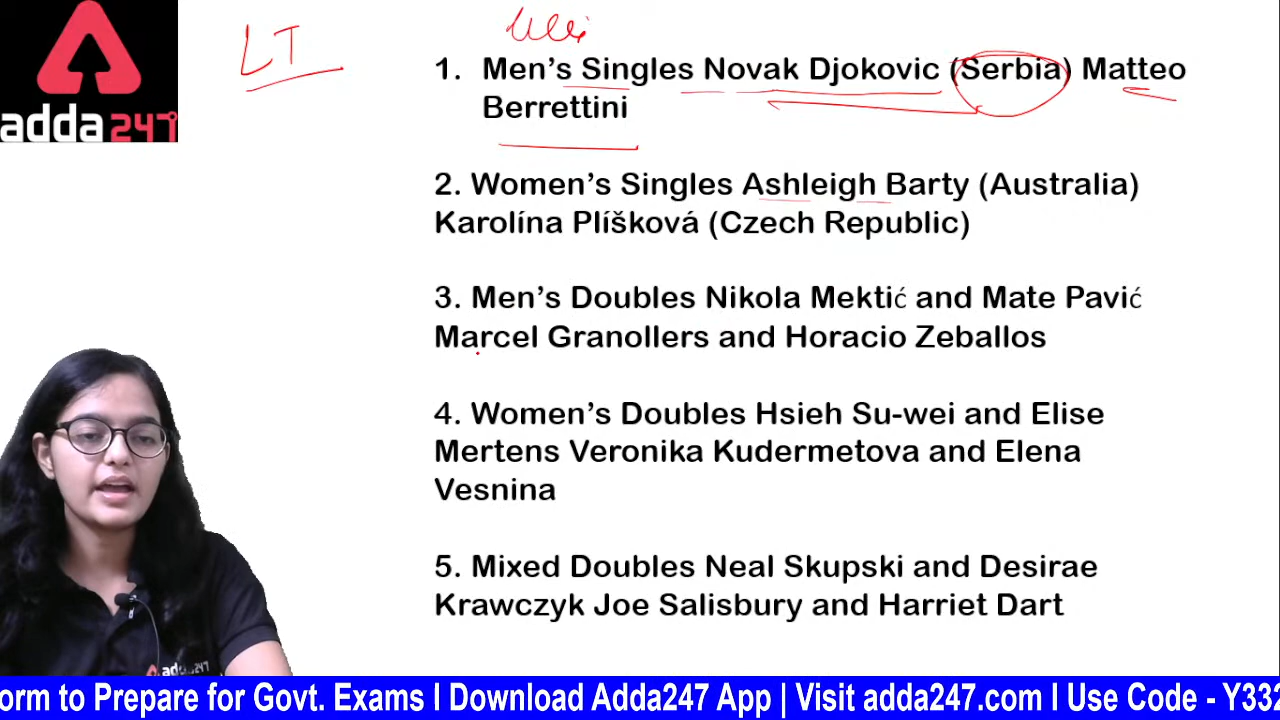 LT
adda247
1. Men's Singles Novak Djokovic (Serbia) Matteo
Berrettini
2. Women's Singles Ashleigh Barty (Australia)
Karolína Plíšková (Czech Republic)
3. Men's Doubles Nikola Mektić and Mate Pavić
Marcel Granollers and Horacio Zeballos
4. Women's Doubles Hsieh Su-wei and Elise
Mertens Veronika Kudermetova and Elena
Vesnina
5. Mixed Doubles Neal Skupski and Desirae
Krawczyk Joe Salisbury and Harriet Dart
adda247
orm to Prepare for Govt. Exams I Download Adda247 App | Visit adda247.com I Use Code - Y332